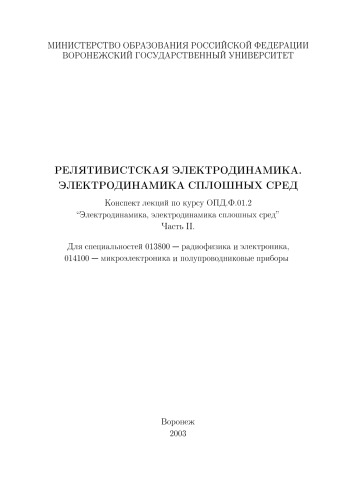 МИНИСТЕРСТВО ОБРАЗОВАНИЯ РОССИЙСКОЙ ФЕДЕРАЦИИ
ВОРОНЕЖСКИЙ ГОСУДАРСТВЕННЫЙ УНИВЕРСИТЕТ
РЕЛЯТИВИСТСКАЯ ЭЛЕКТРОДИНАМИКА.
ЭЛЕКТРОДИНАМИКА СПЛОШНЫХ СРЕД
Конспект лекций по курсу ОПД.Ф.01.2
“Электродинамика, электродинамика сплошных сред”
Часть II.
Для специальностей 013800 — радиофизика и электроника,
014100 — микроэлектроника и полупроводниковые приборы
Воронеж
2003